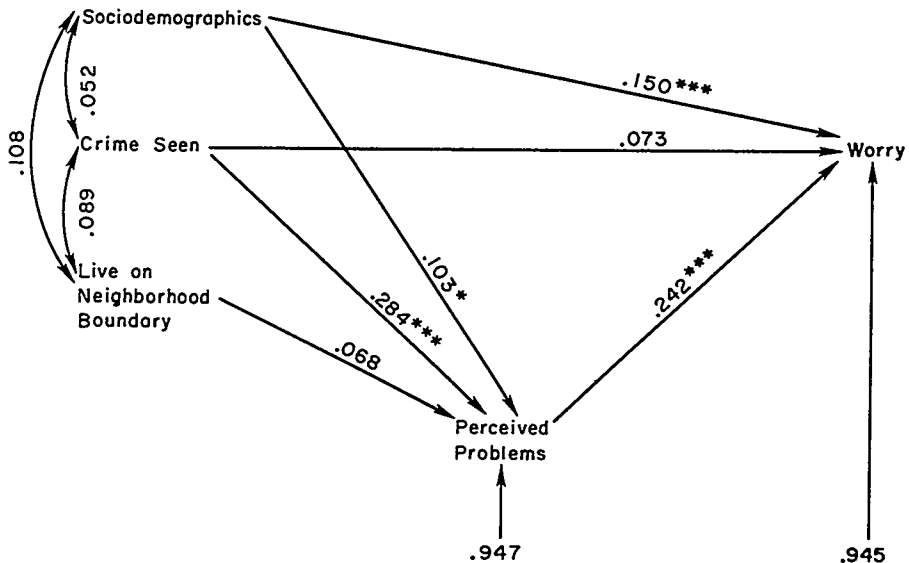 Sociodemographics
.052
.108
.150***
Crime Seen
.073
Worry
.089
.103*
.242***
Live on
Neighborhood
Boundary
.284***
.068
Perceived
Problems
.947
.945